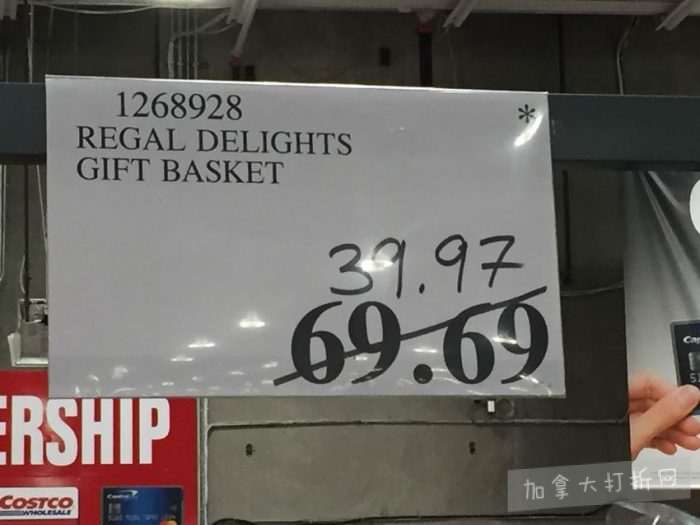 1268928 *
REGAL DELIGHTS
GIFT BASKET
39.97
69.69
ERSHIP
COSTCO
WHOLESALE
加拿大打折网